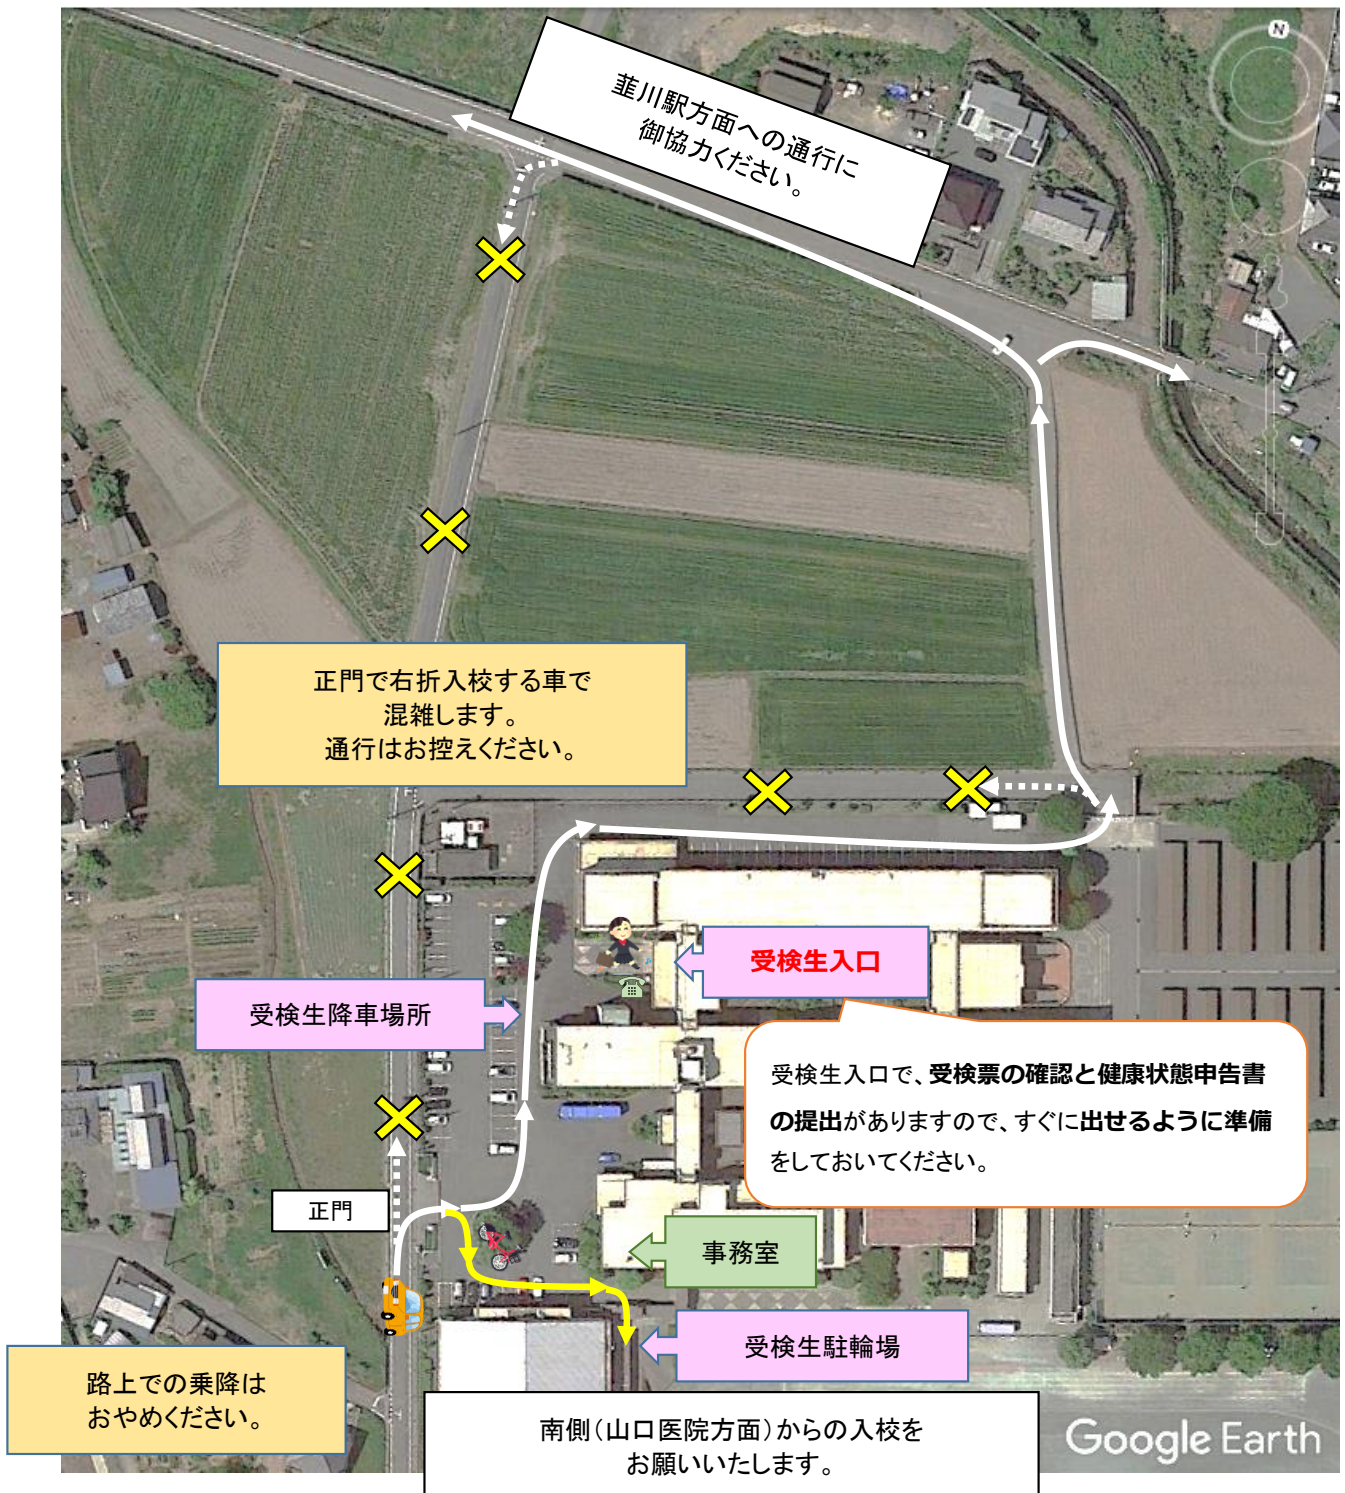 N
韮川駅方面への通行に
御協力ください。
正門で右折入校する車で
混雑します。
通行はお控えください。
受検生入口
受検生降車場所
受検生入口で、受検票の確認と健康状態申告書
の提出がありますので、すぐに出せるように準備
をしておいてください。
正門
事務室
受検生駐輪場
路上での乗降は
おやめください。
南側（山口医院方面）からの入校を
お願いいたします。
Google Earth